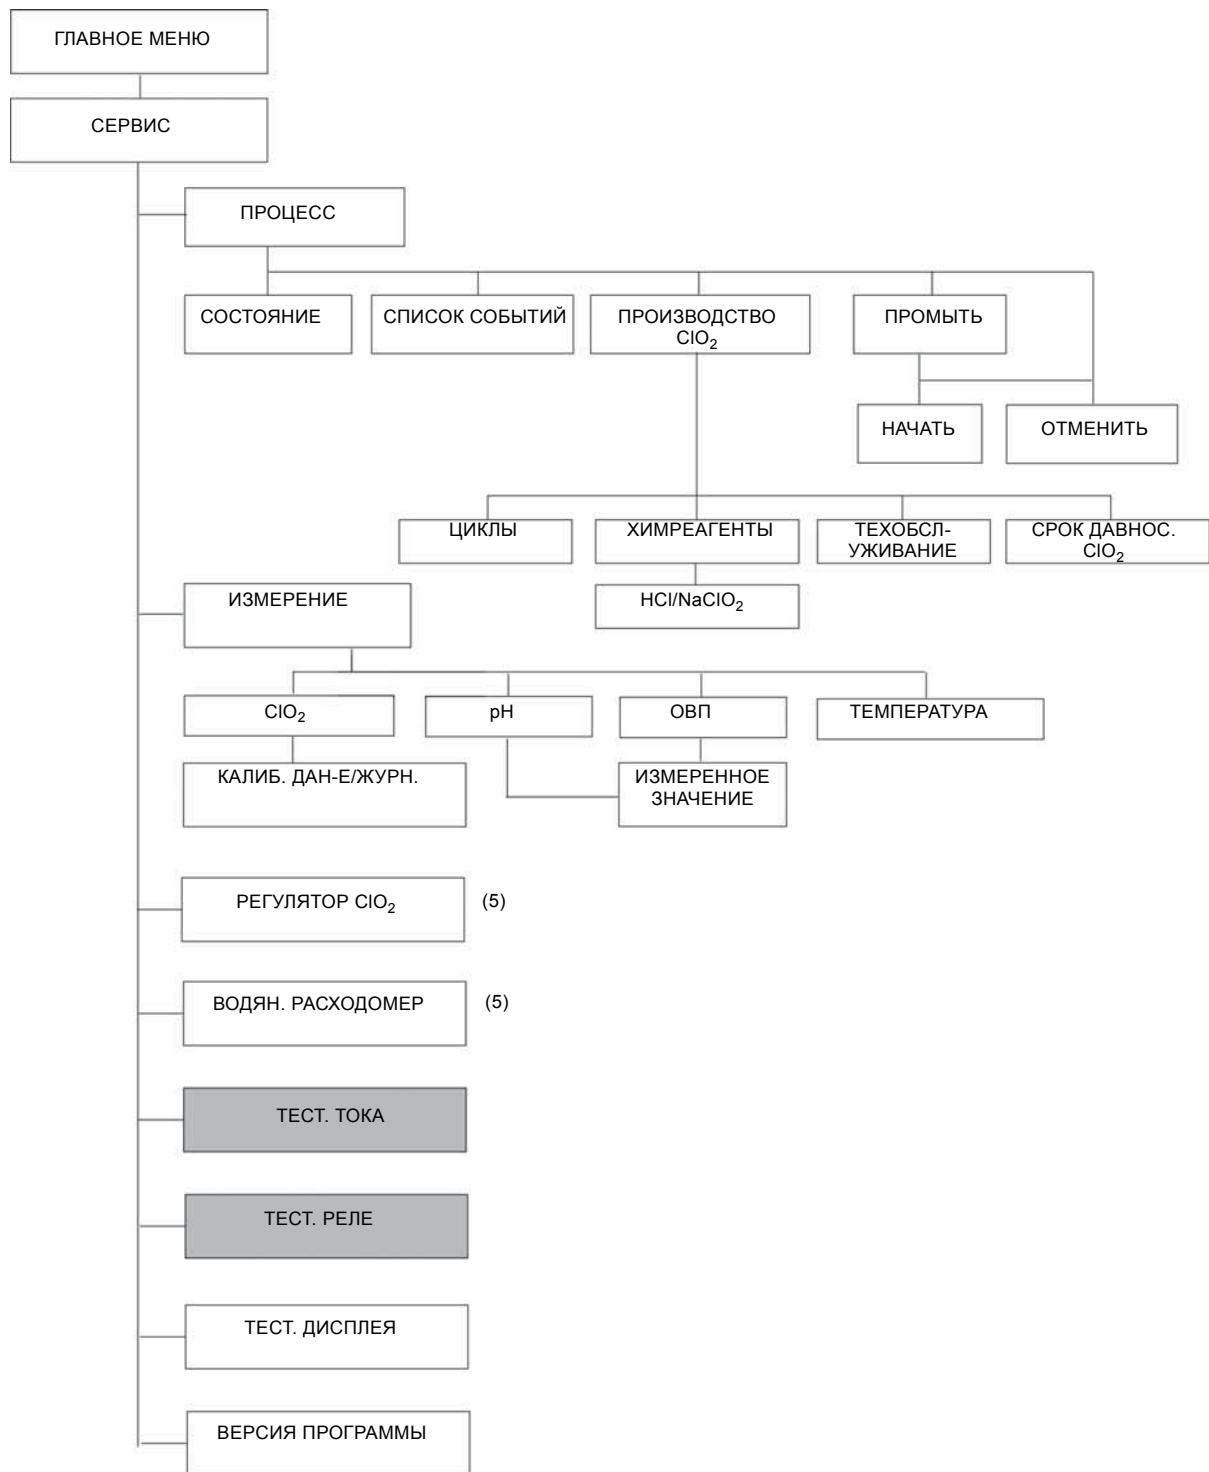 ГЛАВНОЕ МЕНЮ
СЕРВИС
ПРОЦЕСС
СОСТОЯНИЕ
СПИСОК СОБЫТИЙ
ПРОИЗВОДСТВО
ClO₂
ПРОМЫТЬ
НАЧАТЬ
ОТМЕНИТЬ
ЦИКЛЫ
ХИМРЕАГЕНТЫ
ТЕХОБСЛ-
УЖИВАНИЕ
СРОК ДАВНОС.
ClO₂
HCl/NaClO₂
ИЗМЕРЕНИЕ
ClO₂
pH
ОВП
ТЕМПЕРАТУРА
КАЛИБ. ДАН-Е/ЖУРН.
ИЗМЕРЕННОЕ
ЗНАЧЕНИЕ
РЕГУЛЯТОР ClO₂ (5)
ВОДЯН. РАСХОДОМЕР (5)
ТЕСТ. ТОКА
ТЕСТ. РЕЛЕ
ТЕСТ. ДИСПЛЕЯ
ВЕРСИЯ ПРОГРАММЫ